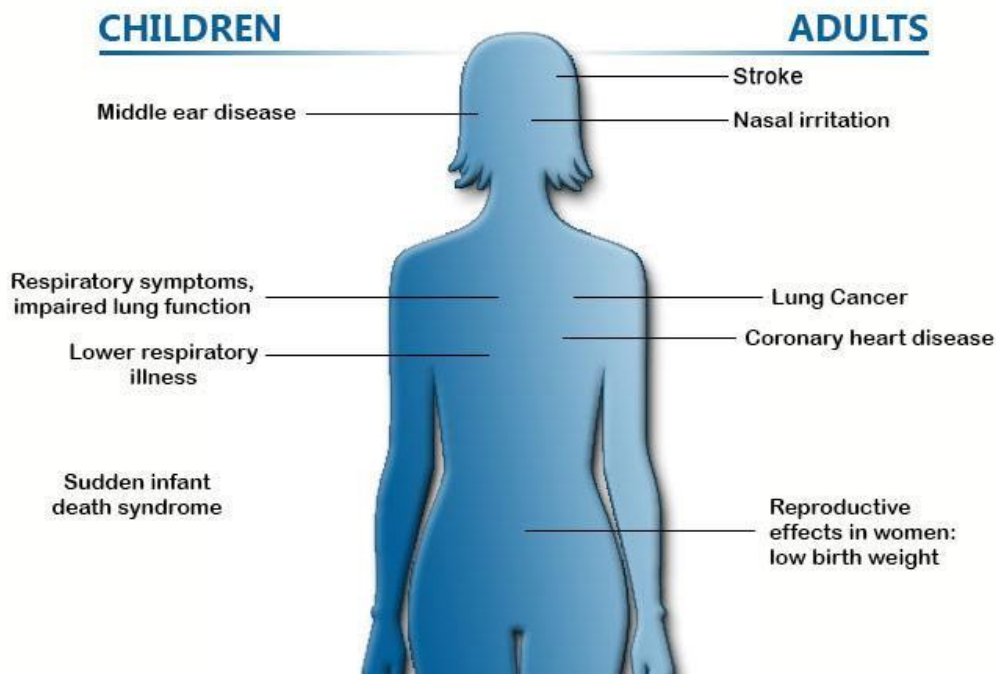 CHILDREN
ADULTS
Stroke
Middle ear disease
Nasal irritation
Respiratory symptoms,
impaired lung function
Lung Cancer
Coronary heart disease
Lower respiratory
illness
Sudden infant
death syndrome
Reproductive
effects in women:
low birth weight